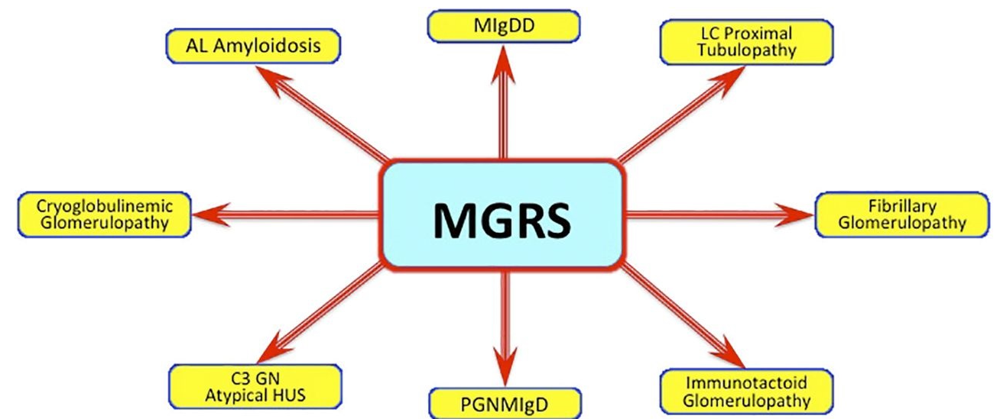 MIgDD
AL Amyloidosis
LC Proximal
Tubulopathy
Cryoglobulinemic
Glomerulopathy
MGRS
Fibrillary
Glomerulopathy
C3 GN
Atypical HUS
PGNMIgD
Immunotactoid
Glomerulopathy